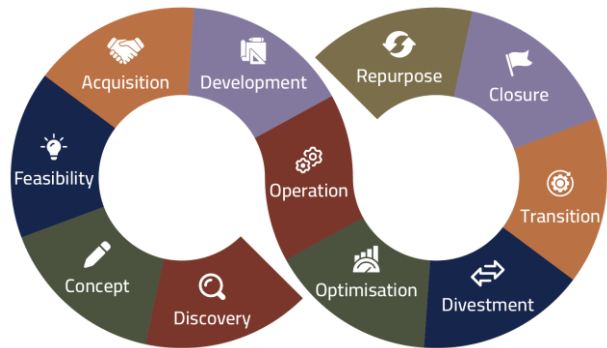 Discovery
Concept
Feasibility
Acquisition
Development
Operation
Optimisation
Divestment
Transition
Closure
Repurpose